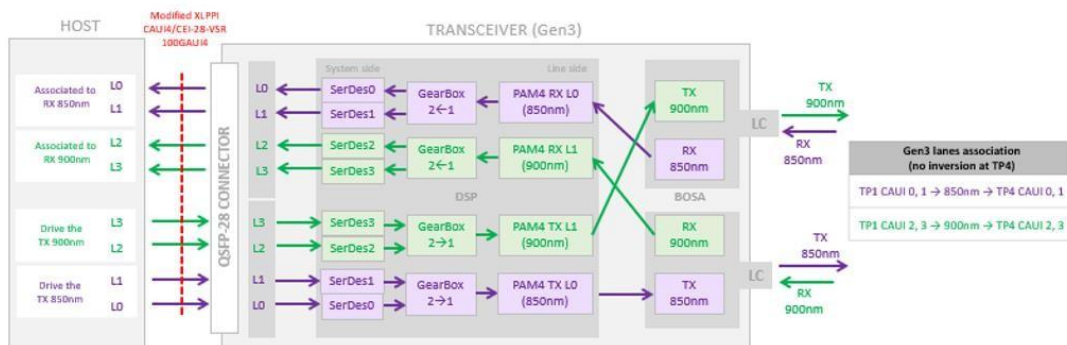 HOST
Modified XLPPI
CAUI4/CEI-28-VSR
100GAUI4
TRANSCEIVER (Gen3)
System side
Line side
Associated to
RX 850nm
L0
L1
Associated to
RX 900nm
L2
L3
Drive the
TX 900nm
L3
L2
Drive the
TX 850nm
L1
L0
QSFP-28 CONNECTOR
L0
L1
L2
L3
L3
L2
L1
L0
SerDes0
SerDes1
SerDes2
SerDes3
SerDes3
SerDes2
SerDes1
SerDes0
GearBox
2←1
GearBox
2←1
GearBox
2→1
GearBox
2→1
PAM4 RX L0
(850nm)
PAM4 RX L1
(900nm)
DSP
PAM4 TX L1
(900nm)
PAM4 TX L0
(850nm)
TX
900nm
RX
850nm
BOSA
RX
900nm
TX
850nm
LC
LC
TX
900nm
RX
850nm
TX
850nm
RX
900nm
Gen3 lanes association
(no inversion at TP4)
TP1 CAUI 0, 1 → 850nm → TP4 CAUI 0, 1
TP1 CAUI 2, 3 → 900nm → TP4 CAUI 2, 3